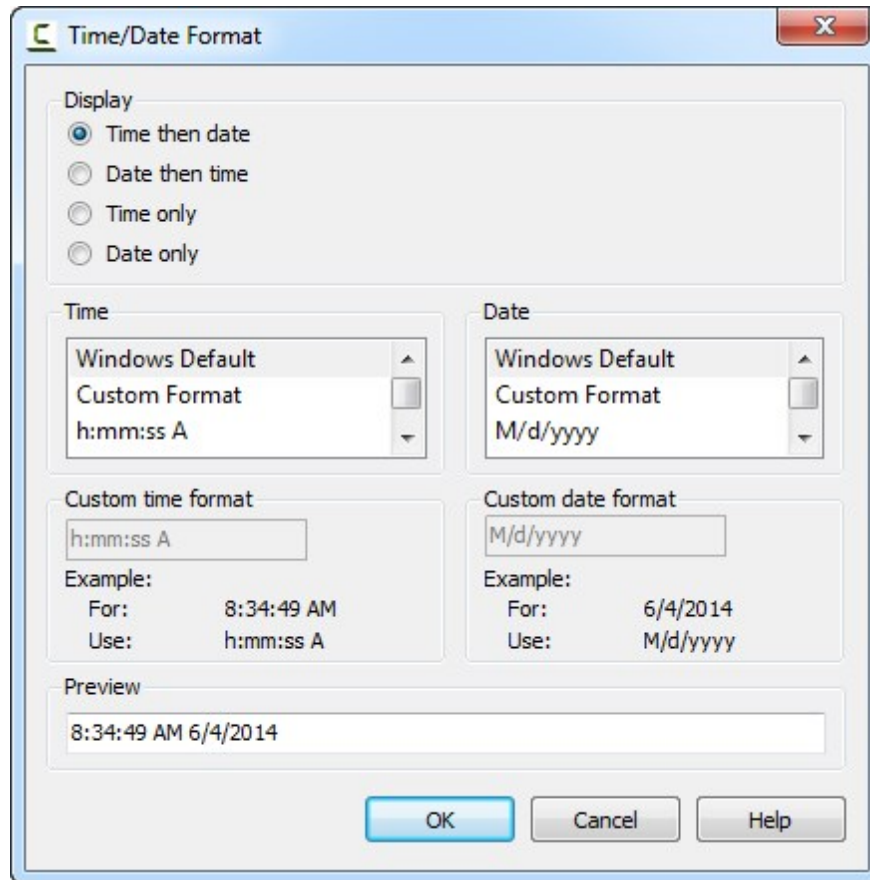 Time/Date Format
Display
Time then date
Date then time
Time only
Date only
Time
Windows Default
Custom Format
h:mm:ss A
Date
Windows Default
Custom Format
M/d/yyyy
Custom time format
h:mm:ss A
Example:
For: 8:34:49 AM
Use: h:mm:ss A
Custom date format
M/d/yyyy
Example:
For: 6/4/2014
Use: M/d/yyyy
Preview
8:34:49 AM 6/4/2014
OK Cancel Help